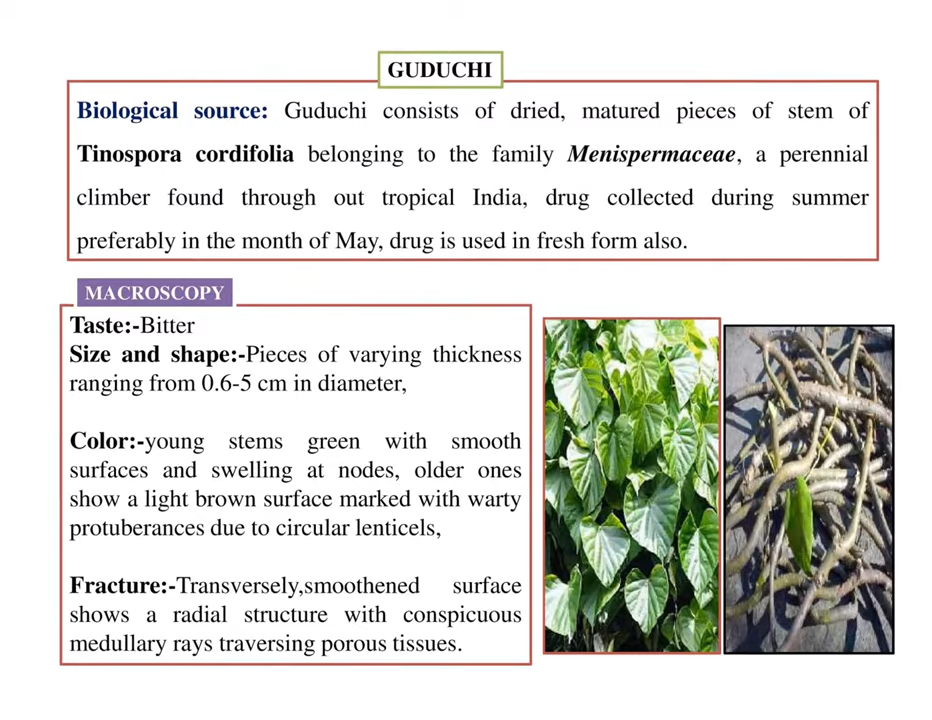 GUDUCHI
Biological source: Guduchi consists of dried, matured pieces of stem of
Tinospora cordifolia belonging to the family Menispermaceae, a perennial
climber found through out tropical India, drug collected during summer
preferably in the month of May, drug is used in fresh form also.
MACROSCOPY
Taste:-Bitter
Size and shape:-Pieces of varying thickness
ranging from 0.6-5 cm in diameter,
Color:-young stems green with smooth
surfaces and swelling at nodes, older ones
show a light brown surface marked with warty
protuberances due to circular lenticels,
Fracture:-Transversely,smoothened surface
shows a radial structure with conspicuous
medullary rays traversing porous tissues.